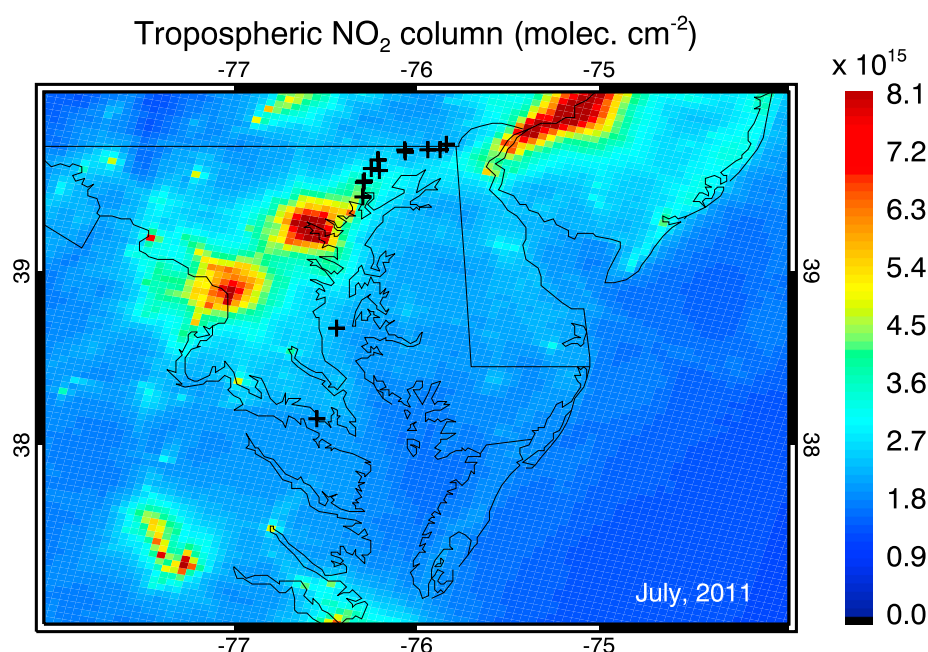 Tropospheric NO₂ column (molec. cm⁻²)
-77 -76 -75
x 10¹⁵
8.1
7.2
6.3
39 39
5.4
4.5
3.6
38 38
2.7
1.8
0.9
July, 2011
0.0
-77 -76 -75